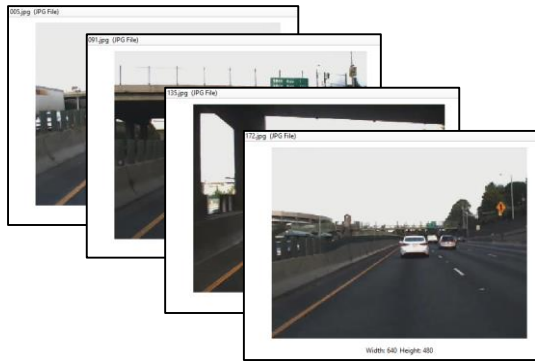 005.jpg (JPG File)
091.jpg (JPG File)
135.jpg (JPG File)
172.jpg (JPG File)
Width: 640 Height: 480